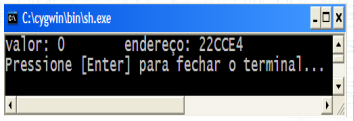 C:\cygwin\bin\sh.exe
valor: 0 endereço: 22CCE4
Pressione [Enter] para fechar o terminal...